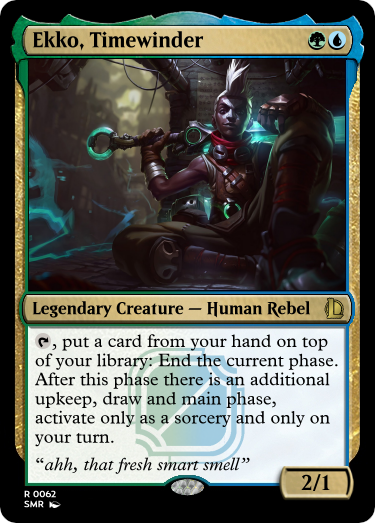 Ekko, Timewinder
Legendary Creature — Human Rebel
, put a card from your hand on top
of your library: End the current phase.
After this phase there is an additional
upkeep, draw and main phase,
activate only as a sorcery and only on
your turn.
“ahh, that fresh smart smell”
2/1
R 0062
SMR